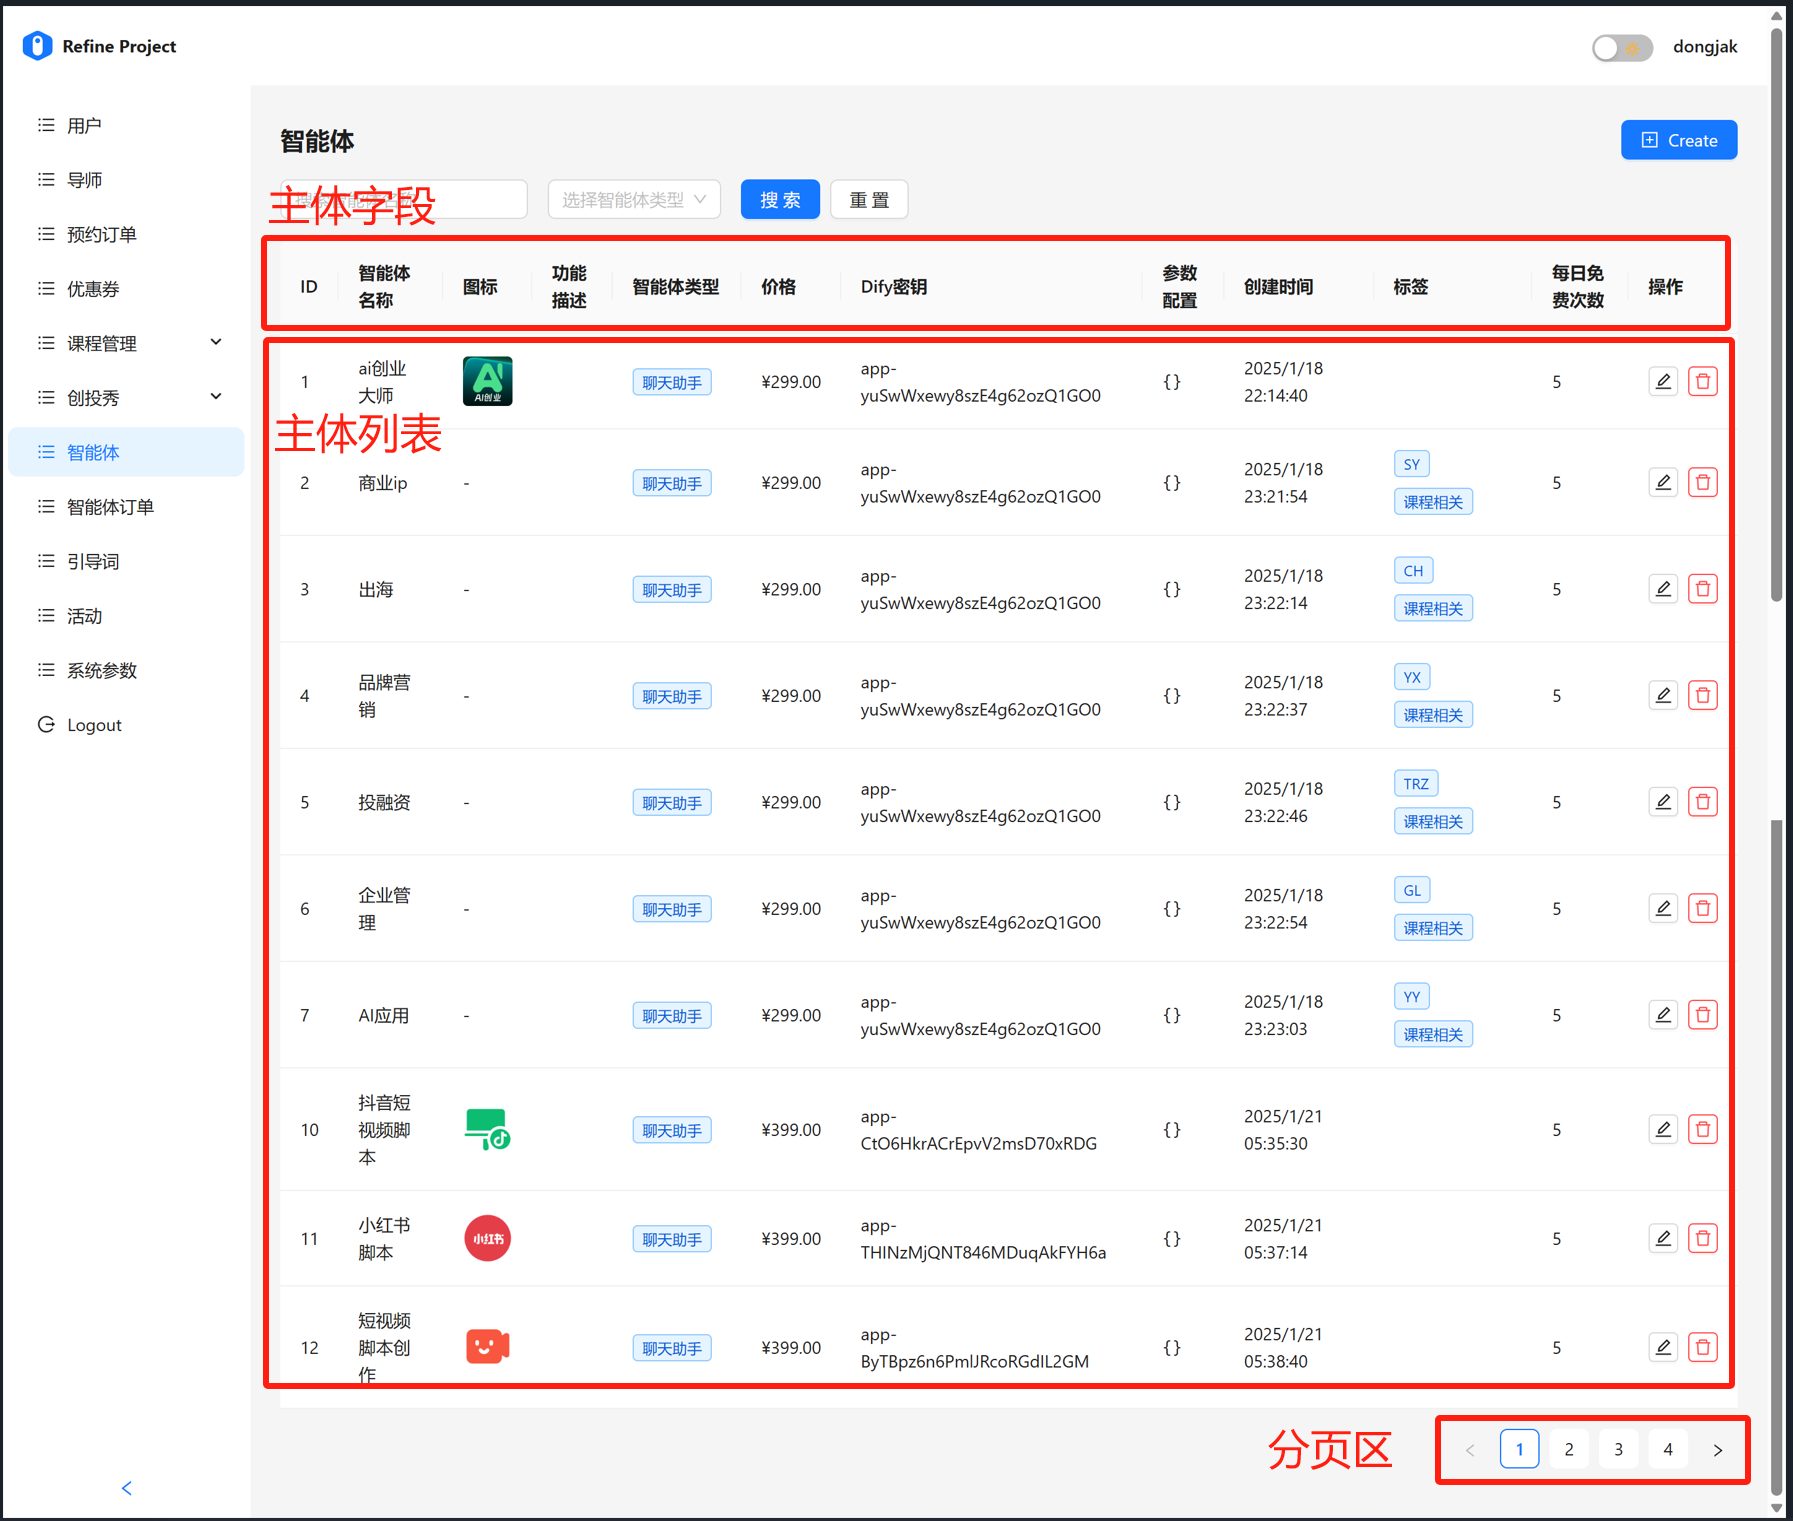 Refine Project
dongjak
用户
导师
预约订单
优惠券
课程管理
创投秀
智能体
智能体订单
引导词
活动
系统参数
Logout
智能体
Create
主体字段
选择智能体类型
搜 索
重 置
ID
智能体
名称
图标
功能
描述
智能体类型
价格
Dify密钥
参数
配置
创建时间
标签
每日免
费次数
操作
主体列表
1
ai创业
大师
AI创业
聊天助手
¥299.00
app-
yuSwWxewy8szE4g62ozQ1GO0
{}
2025/1/18
22:14:40
5
2
商业ip
-
聊天助手
¥299.00
app-
yuSwWxewy8szE4g62ozQ1GO0
{}
2025/1/18
23:21:54
SY
课程相关
5
3
出海
-
聊天助手
¥299.00
app-
yuSwWxewy8szE4g62ozQ1GO0
{}
2025/1/18
23:22:14
CH
课程相关
5
4
品牌营
销
-
聊天助手
¥299.00
app-
yuSwWxewy8szE4g62ozQ1GO0
{}
2025/1/18
23:22:37
YX
课程相关
5
5
投融资
-
聊天助手
¥299.00
app-
yuSwWxewy8szE4g62ozQ1GO0
{}
2025/1/18
23:22:46
TRZ
课程相关
5
6
企业管
理
-
聊天助手
¥299.00
app-
yuSwWxewy8szE4g62ozQ1GO0
{}
2025/1/18
23:22:54
GL
课程相关
5
7
AI应用
-
聊天助手
¥299.00
app-
yuSwWxewy8szE4g62ozQ1GO0
{}
2025/1/18
23:23:03
YY
课程相关
5
10
抖音短
视频脚
本
聊天助手
¥399.00
app-
CtO6HkrACrEpvV2msD70xRDG
{}
2025/1/21
05:35:30
5
11
小红书
脚本
小红书
聊天助手
¥399.00
app-
THINzMjQNT846MDuqAkFYH6a
{}
2025/1/21
05:37:14
5
12
短视频
脚本创
作
聊天助手
¥399.00
app-
ByTBpz6n6PmlJRcoRGdIL2GM
{}
2025/1/21
05:38:40
5
分页区
1
2
3
4